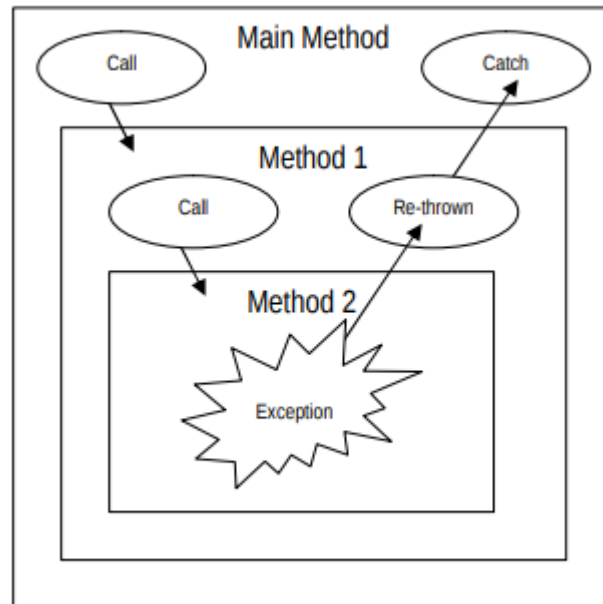 Main Method
Call
Catch
Method 1
Call
Re-thrown
Method 2
Exception